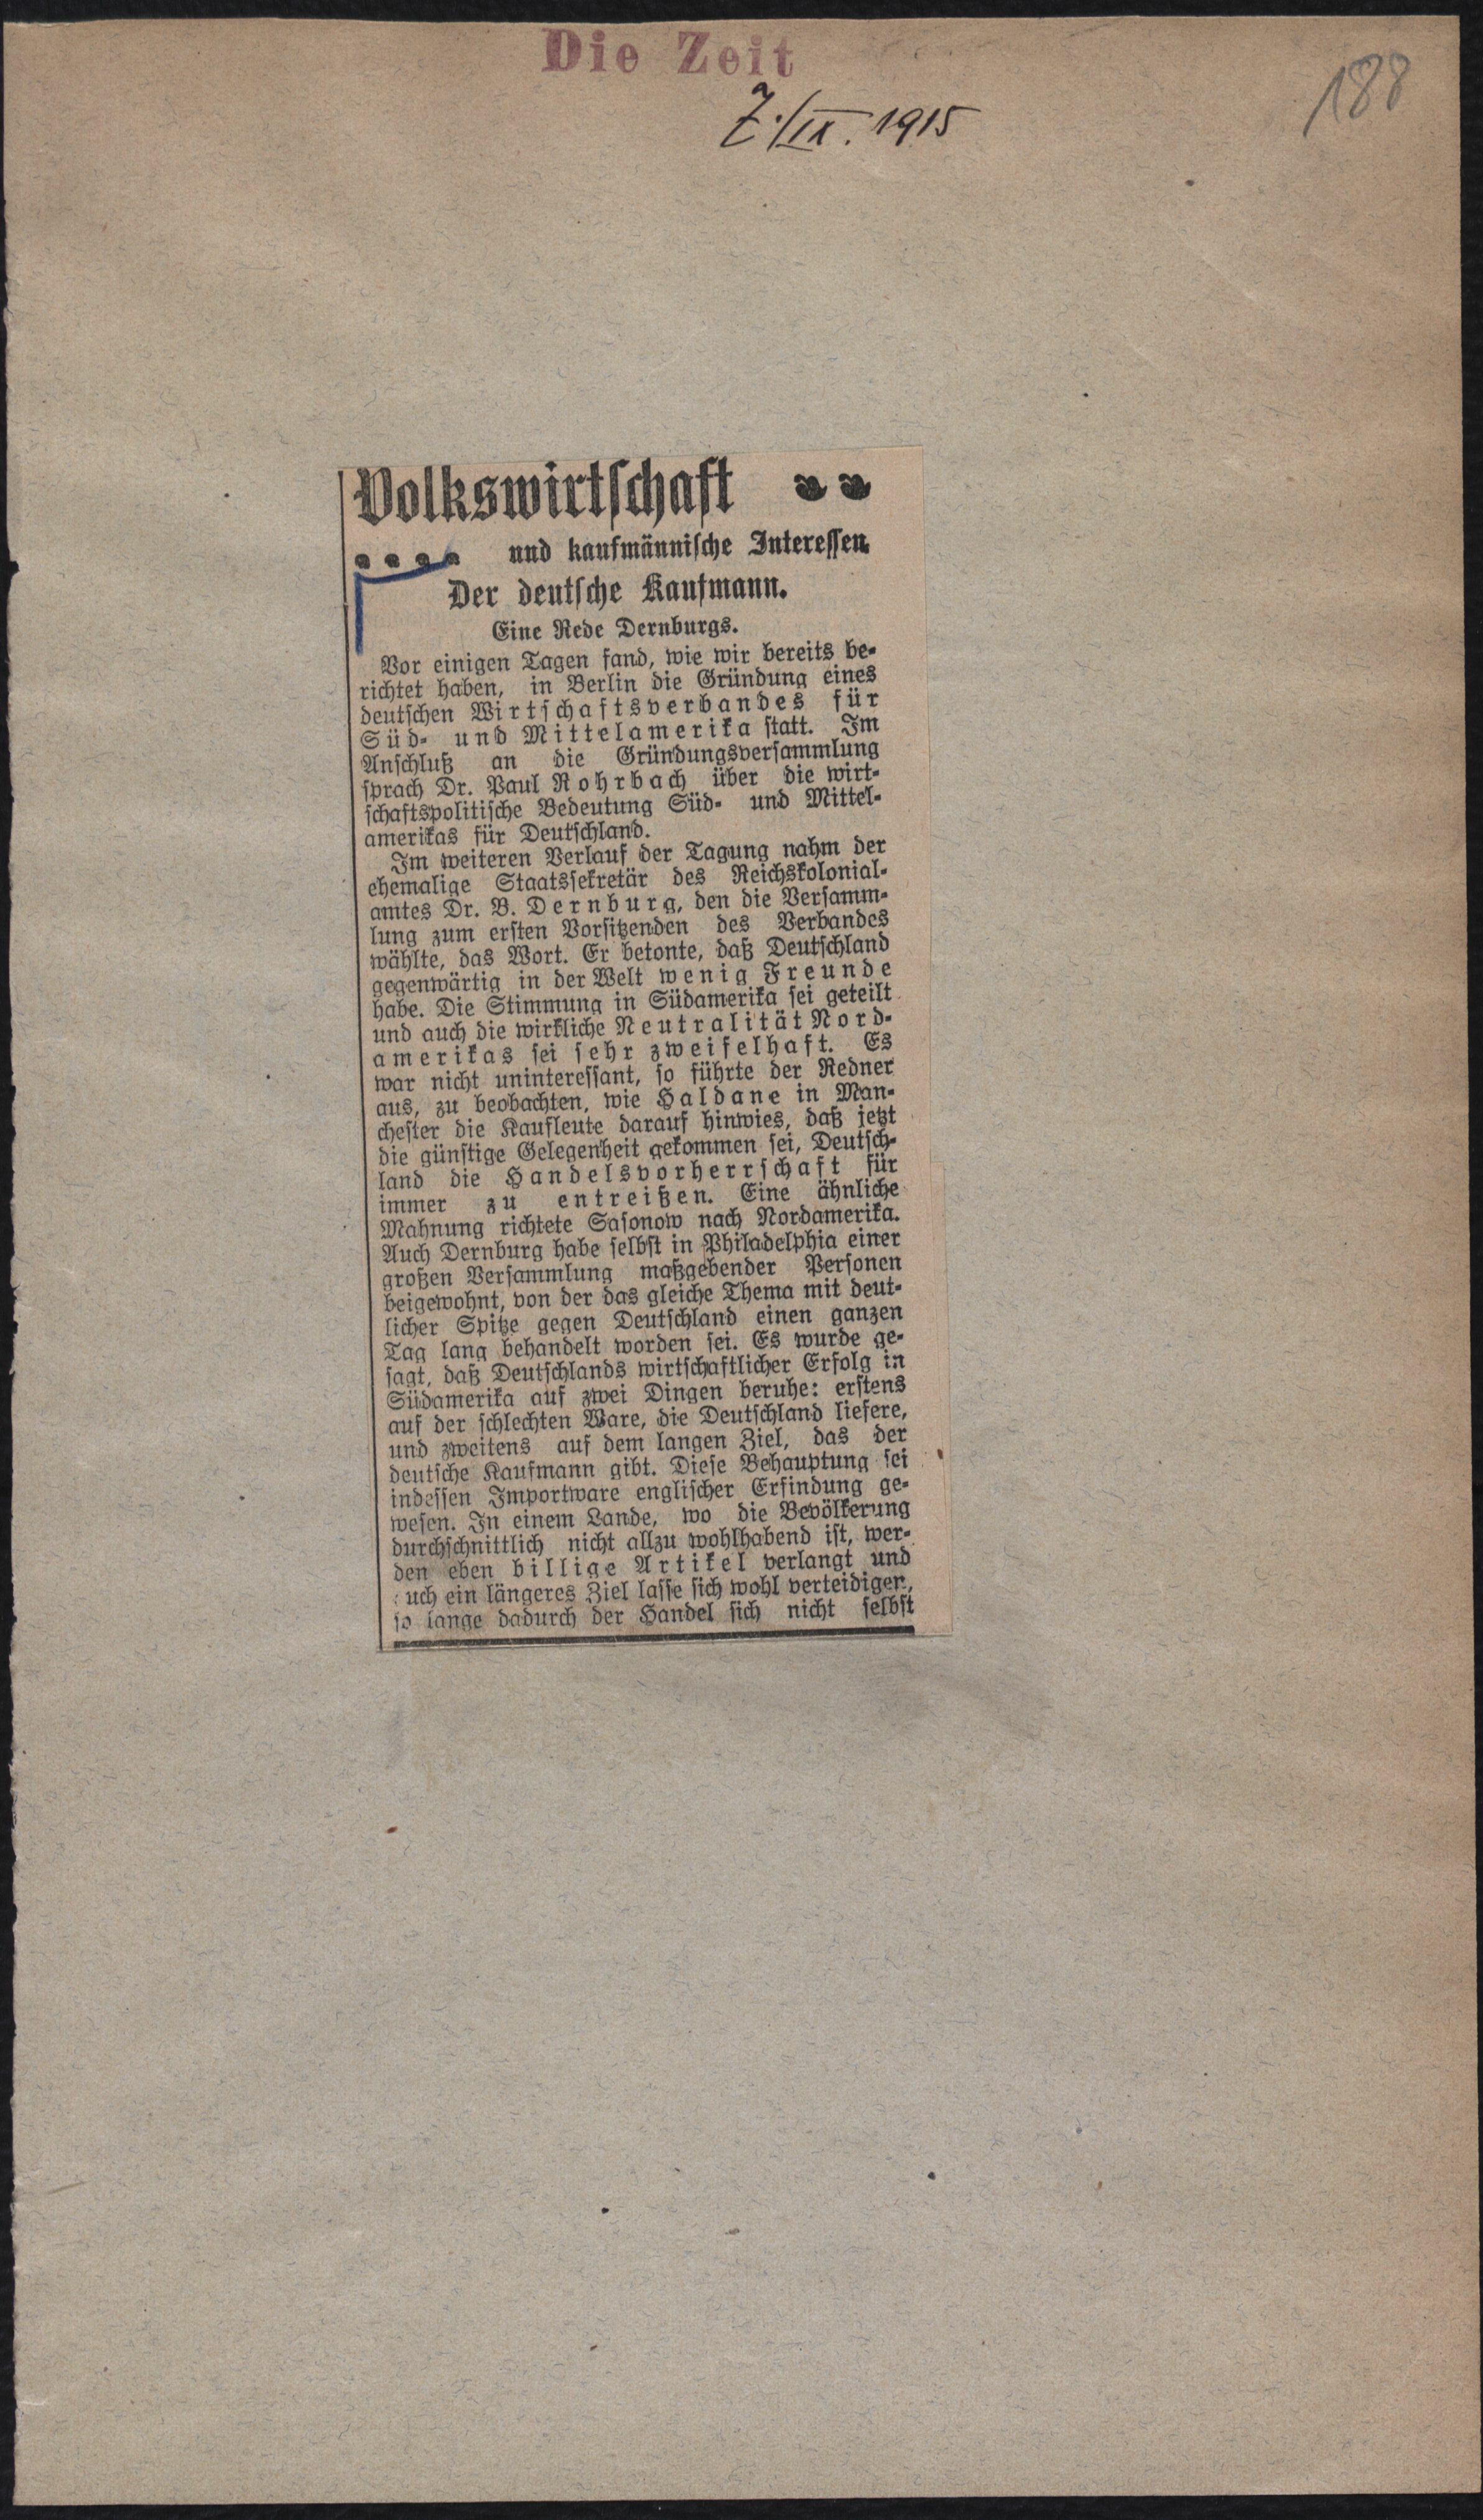 Die Zeit
7./IX. 1915
188
Volkswirtschaft
und kaufmännische Interessen
Der deutsche Kaufmann.
Eine Rede Dernburgs.
Vor einigen Tagen fand, wie wir bereits be-
richtet haben, in Berlin die Gründung eines
deutschen Wirtschaftsverbandes für
Süd- und Mittelamerika statt. Im
Anschluß an die Gründungsversammlung
sprach Dr. Paul Rohrbach über die wirt-
schaftspolitische Bedeutung Süd- und Mittel-
amerikas für Deutschland.
Im weiteren Verlauf der Tagung nahm der
ehemalige Staatssekretär des Reichskolonial-
amtes Dr. B. Dernburg, den die Versamm-
lung zum ersten Vorsitzenden des Verbandes
wählte, das Wort. Er betonte, daß Deutschland
gegenwärtig in der Welt wenig Freunde
habe. Die Stimmung in Südamerika sei geteilt
und auch die wirkliche Neutralität Nord-
amerikas sei sehr zweifelhaft. Es
war nicht uninteressant, so führte der Redner
aus, zu beobachten, wie Haldane in Man-
chester die Kaufleute darauf hinwies, daß jetzt
die günstige Gelegenheit gekommen sei, Deutsch-
land die Handelsvorherrschaft für
immer zu entreißen. Eine ähnliche
Mahnung richtete Sasonow nach Nordamerika.
Auch Dernburg habe selbst in Philadelphia einer
großen Versammlung maßgebender Personen
beigewohnt, von der das gleiche Thema mit deut-
licher Spitze gegen Deutschland einen ganzen
Tag lang behandelt worden sei. Es wurde ge-
sagt, daß Deutschlands wirtschaftlicher Erfolg in
Südamerika auf zwei Dingen beruhe: erstens
auf der schlechten Ware, die Deutschland liefere,
und zweitens auf dem langen Ziel, das der
deutsche Kaufmann gibt. Diese Behauptung sei
indessen Importware englischer Erfindung ge-
wesen. In einem Lande, wo die Bevölkerung
durchschnittlich nicht allzu wohlhabend ist, wer-
den eben billige Artikel verlangt und
uch ein längeres Ziel lasse sich wohl verteidigen,
so lange dadurch der Handel sich nicht selbst